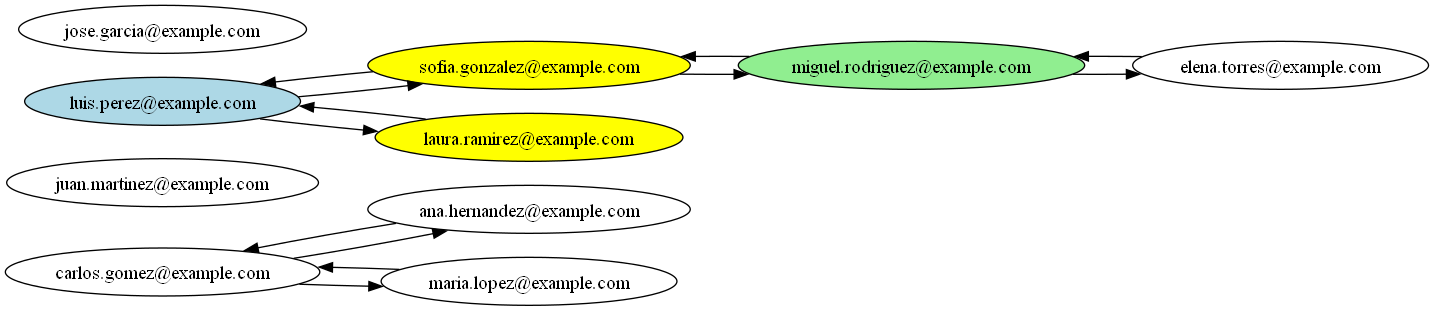 jose.garcia@example.com
sofia.gonzalez@example.com
miguel.rodriguez@example.com
elena.torres@example.com
luis.perez@example.com
laura.ramirez@example.com
juan.martinez@example.com
ana.hernandez@example.com
carlos.gomez@example.com
maria.lopez@example.com